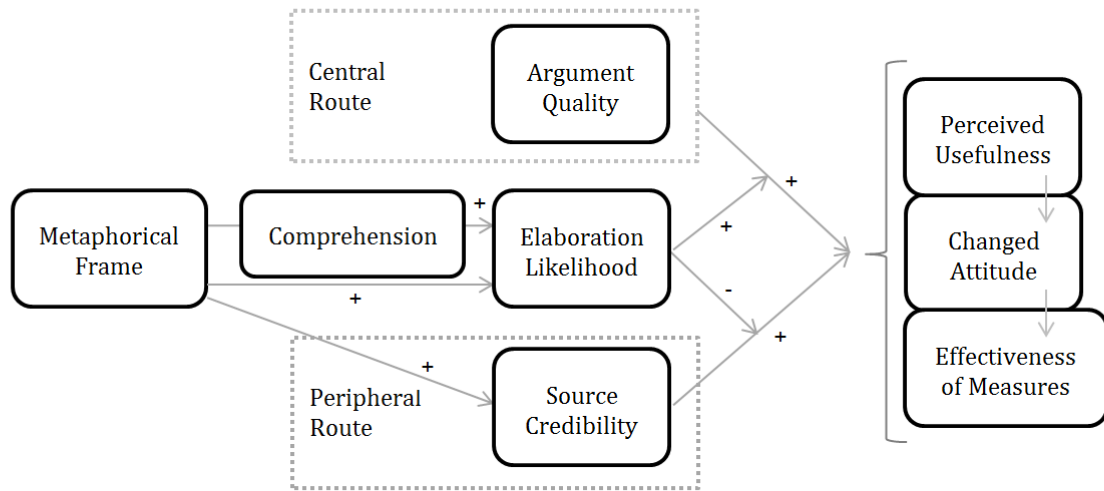 Central
Route
Argument
Quality
Perceived
Usefulness
+
Metaphorical
Frame
Comprehension
+
Elaboration
Likelihood
+
+
-
Changed
Attitude
+
+
Peripheral
Route
Source
Credibility
Effectiveness
of Measures